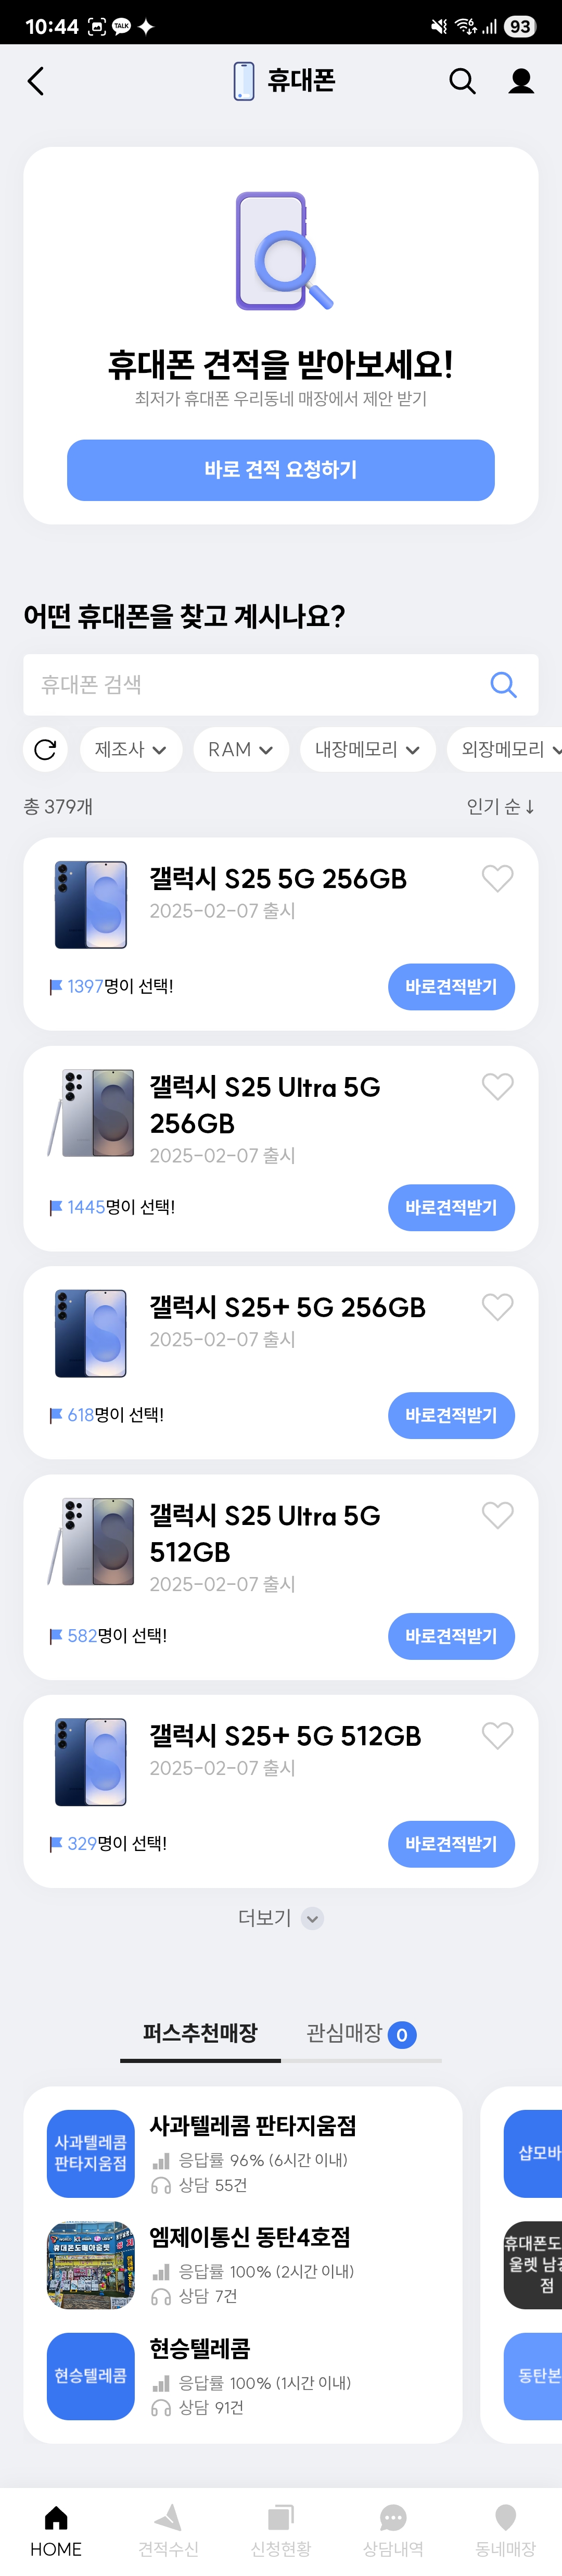 10:44 TALK 93
휴대폰
휴대폰 견적을 받아보세요!
최저가 휴대폰 우리동네 매장에서 제안 받기
바로 견적 요청하기
어떤 휴대폰을 찾고 계시나요?
휴대폰 검색
제조사 RAM 내장메모리 외장메모리
총 379개 인기 순↓
갤럭시 S25 5G 256GB
2025-02-07 출시
1397명이 선택! 바로견적받기
갤럭시 S25 Ultra 5G
256GB
2025-02-07 출시
1445명이 선택! 바로견적받기
갤럭시 S25+ 5G 256GB
2025-02-07 출시
618명이 선택! 바로견적받기
갤럭시 S25 Ultra 5G
512GB
2025-02-07 출시
582명이 선택! 바로견적받기
갤럭시 S25+ 5G 512GB
2025-02-07 출시
329명이 선택! 바로견적받기
더보기
퍼스추천매장 관심매장 0
사과텔레콤
판타지움점
사과텔레콤 판타지움점
응답률 96% (6시간 이내)
상담 55건
휴대폰도매아울렛
엠제이통신 동탄4호점
응답률 100% (2시간 이내)
상담 7건
현승텔레콤
현승텔레콤
응답률 100% (1시간 이내)
상담 91건
샵모바
휴대폰도
울렛 남
점
동탄본
HOME 견적수신 신청현황 상담내역 동네매장